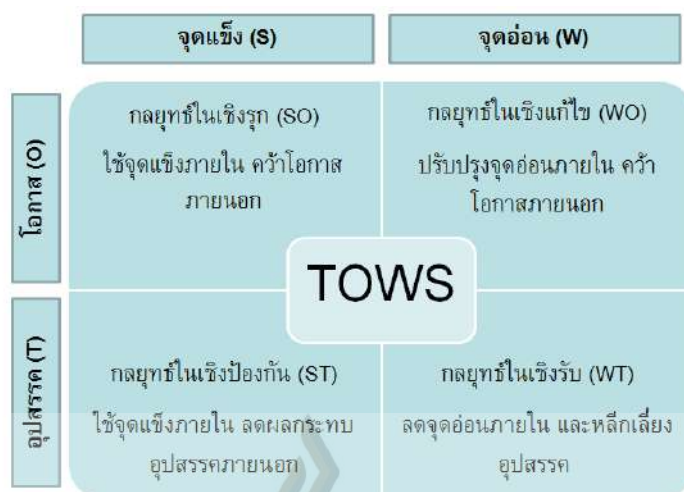 จุดแข็ง (S)
จุดอ่อน (W)
โอกาส (O)
กลยุทธ์ในเชิงรุก (SO)
ใช้จุดแข็งภายใน คว้าโอกาส
ภายนอก
กลยุทธ์ในเชิงแก้ไข (WO)
ปรับปรุงจุดอ่อนภายใน คว้า
โอกาสภายนอก
TOWS
อุปสรรค (T)
กลยุทธ์ในเชิงป้องกัน (ST)
ใช้จุดแข็งภายใน ลดผลกระทบ
อุปสรรคภายนอก
กลยุทธ์ในเชิงรับ (WT)
ลดจุดอ่อนภายใน และหลีกเลี่ยง
อุปสรรค